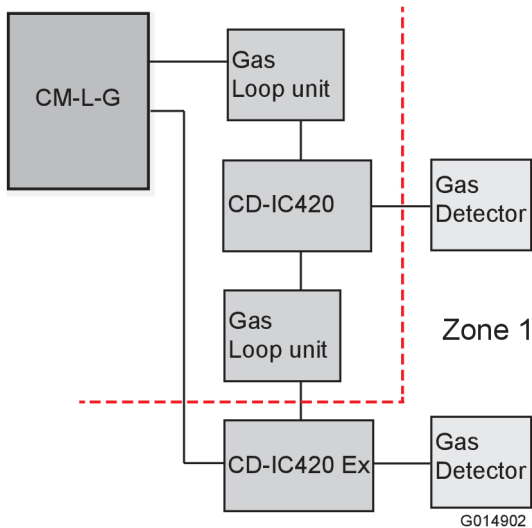 CM-L-G
Gas
Loop unit
CD-IC420
Gas
Detector
Gas
Loop unit
Zone 1
CD-IC420 Ex
Gas
Detector
G014902